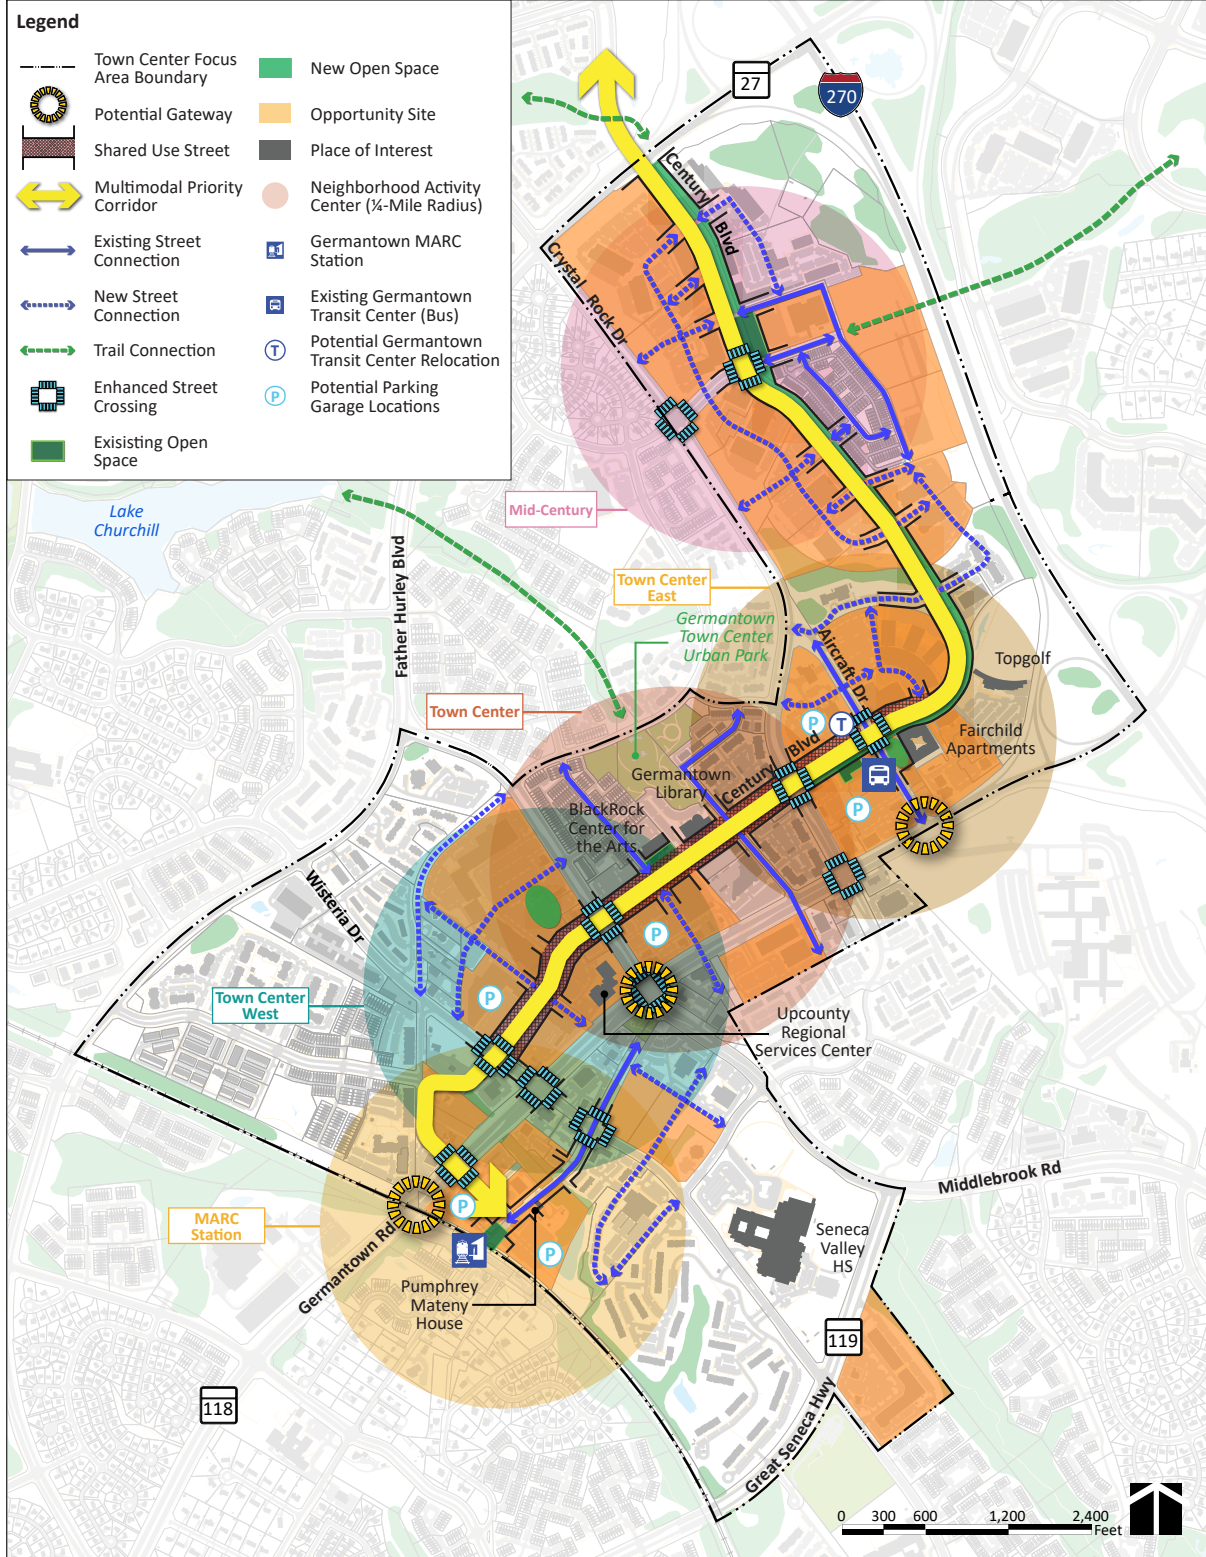 Legend
Town Center Focus
Area Boundary
Potential Gateway
Shared Use Street
Multimodal Priority
Corridor
Existing Street
Connection
New Street
Connection
Trail Connection
Enhanced Street
Crossing
Exisisting Open
Space
New Open Space
Opportunity Site
Place of Interest
Neighborhood Activity
Center (¼-Mile Radius)
Germantown MARC
Station
Existing Germantown
Transit Center (Bus)
T
Potential Germantown
Transit Center Relocation
P
Potential Parking
Garage Locations
27
270
Century
Blvd
Crystal Rock Dr
Lake
Churchill
Father Hurley Blvd
Mid-Century
Town Center
East
Germantown
Town Center
Urban Park
Aircraft Dr
Topgolf
Town Center
P
T
Fairchild
Apartments
Century Blvd
Germantown
Library
P
BlackRock
Center for
the Arts
Wisteria Dr
P
P
Town Center
West
Upcounty
Regional
Services Center
Middlebrook Rd
MARC
Station
P
Germantown Rd
P
Seneca
Valley
HS
Pumphrey
Mateny
House
119
118
Great Seneca Hwy
0 300 600 1,200 2,400
Feet